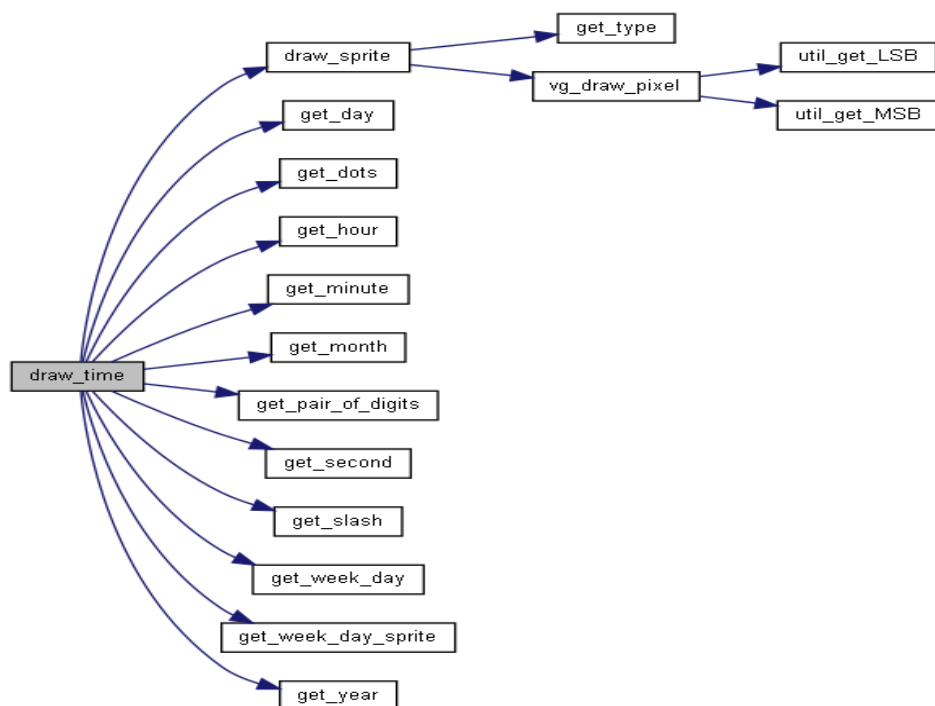 draw_time
draw_sprite
get_type
vg_draw_pixel
util_get_LSB
util_get_MSB
get_day
get_dots
get_hour
get_minute
get_month
get_pair_of_digits
get_second
get_slash
get_week_day
get_week_day_sprite
get_year